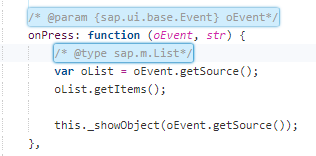 /* @param {sap.ui.base.Event} oEvent*/
onPress: function (oEvent, str) {
/* @type sap.m.List*/
var oList = oEvent.getSource();
oList.getItems();
this._showObject(oEvent.getSource());
},